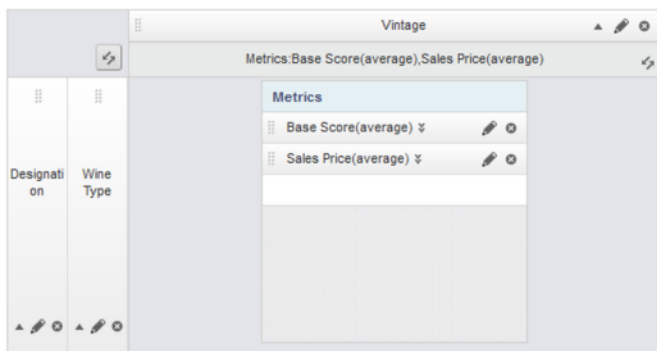 Vintage
Metrics:Base Score(average),Sales Price(average)
Metrics
Base Score(average)
Sales Price(average)
Designati
on
Wine
Type